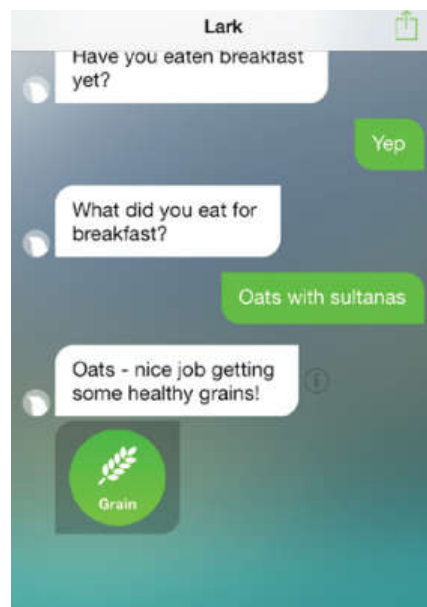 Lark
Have you eaten breakfast
yet?
Yep
What did you eat for
breakfast?
Oats with sultanas
Oats - nice job getting
some healthy grains!
Grain